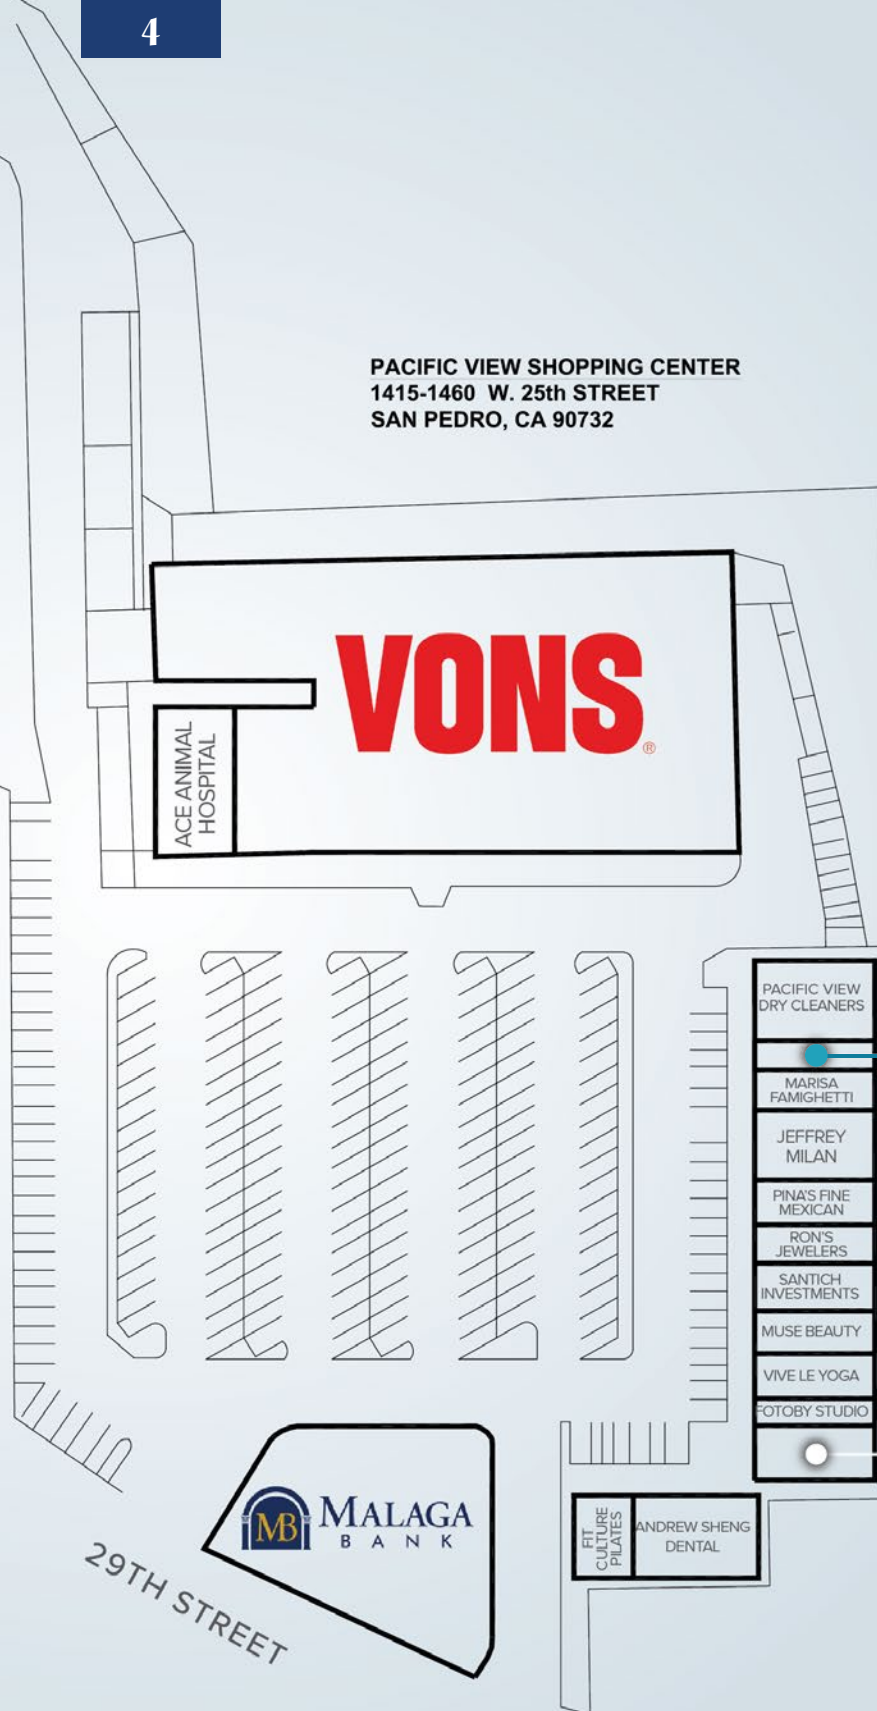 4
PACIFIC VIEW SHOPPING CENTER
1415-1460 W. 25th STREET
SAN PEDRO, CA 90732
VONS®
ACE ANIMAL
HOSPITAL
PACIFIC VIEW
DRY CLEANERS
MARISA
FAMIGHETTI
JEFFREY
MILAN
PINA'S FINE
MEXICAN
RON'S
JEWELERS
SANTICH
INVESTMENTS
MUSE BEAUTY
VIVE LE YOGA
FOTOBY STUDIO
MB MALAGA
BANK
FIT
CULTURE
PILATES
ANDREW SHENG
DENTAL
29TH STREET